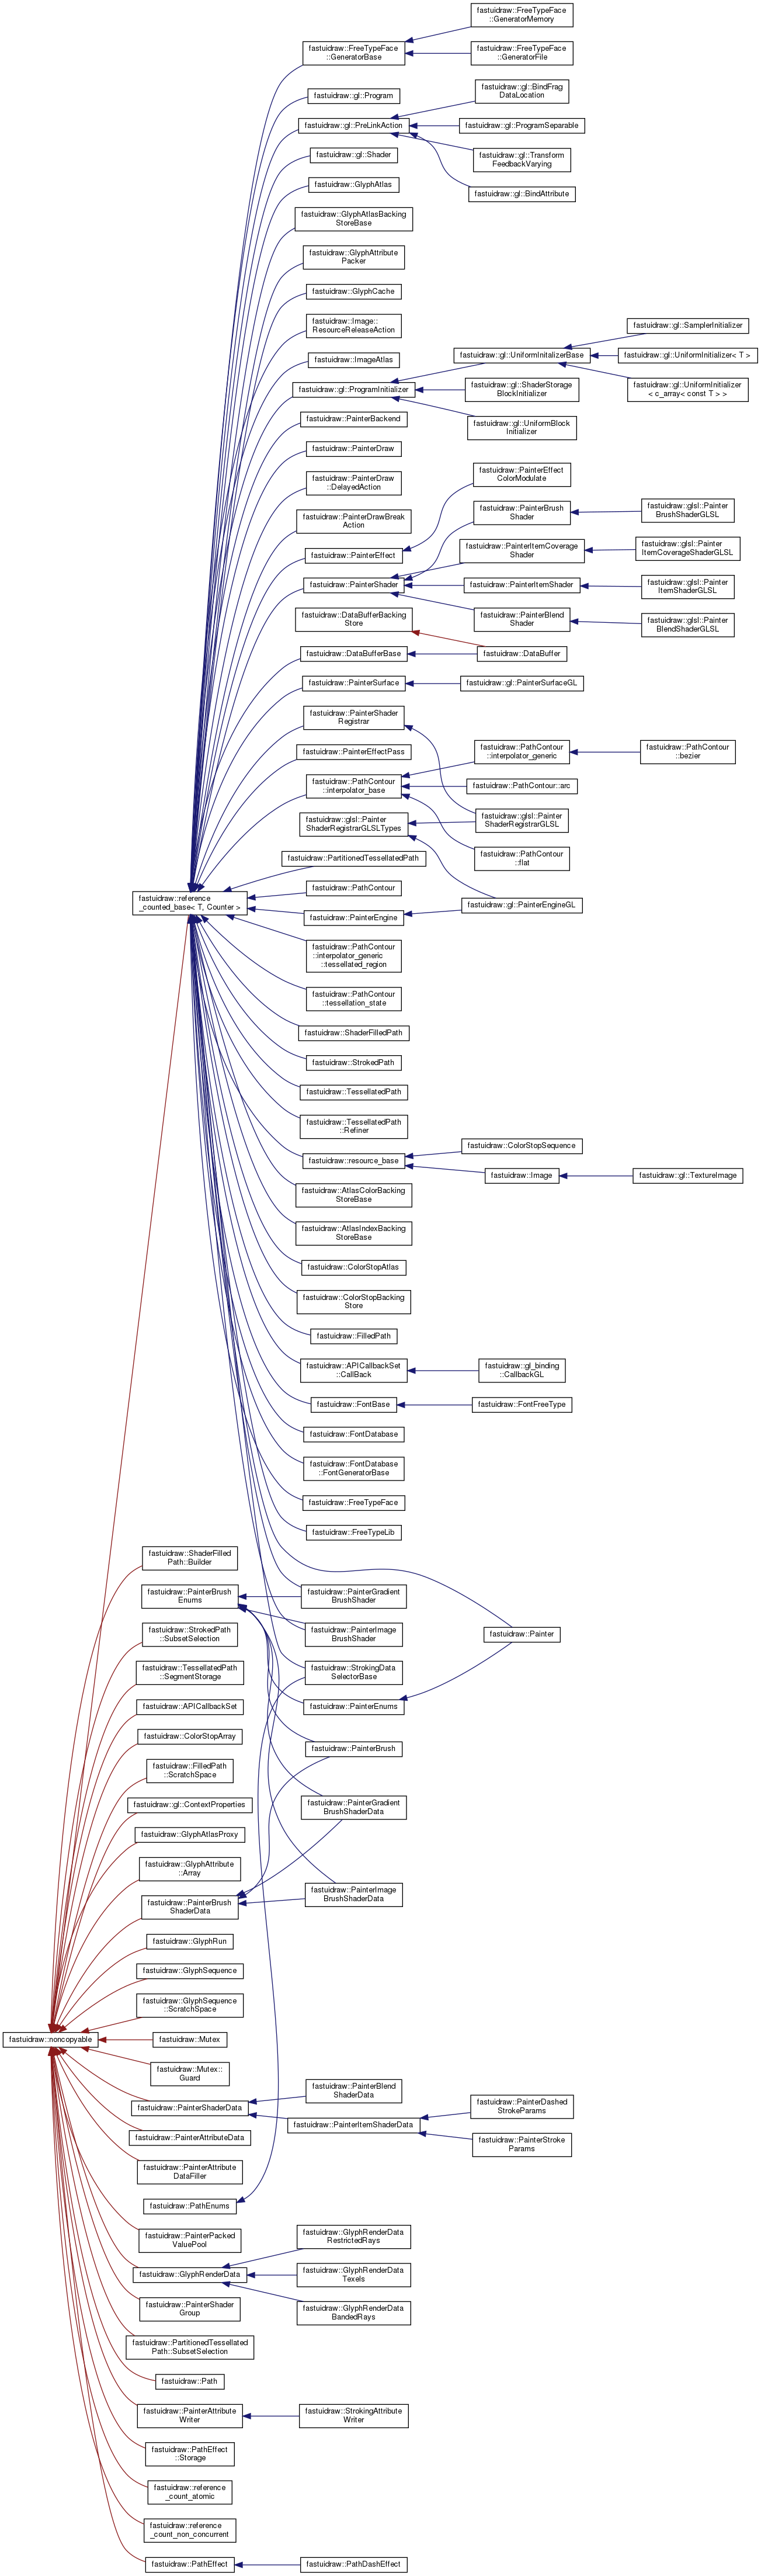 fastuidraw::FreeTypeFace
::GeneratorMemory
fastuidraw::FreeTypeFace
::GeneratorBase
fastuidraw::FreeTypeFace
::GeneratorFile
fastuidraw::gl::Program
fastuidraw::gl::BindFrag
DataLocation
fastuidraw::gl::PreLinkAction
fastuidraw::gl::ProgramSeparable
fastuidraw::gl::Shader
fastuidraw::gl::Transform
FeedbackVarying
fastuidraw::GlyphAtlas
fastuidraw::gl::BindAttribute
fastuidraw::GlyphAtlasBacking
StoreBase
fastuidraw::GlyphAttribute
Packer
fastuidraw::GlyphCache
fastuidraw::Image::
ResourceReleaseAction
fastuidraw::gl::SamplerInitializer
fastuidraw::ImageAtlas
fastuidraw::gl::UniformInitalizerBase
fastuidraw::gl::UniformInitializer< T >
fastuidraw::gl::ProgramInitializer
fastuidraw::gl::ShaderStorage
BlockInitializer
fastuidraw::gl::UniformInitializer
< c_array< const T > >
fastuidraw::PainterBackend
fastuidraw::gl::UniformBlock
Initializer
fastuidraw::PainterDraw
fastuidraw::PainterDraw
::DelayedAction
fastuidraw::PainterEffect
ColorModulate
fastuidraw::PainterDrawBreak
Action
fastuidraw::PainterBrush
Shader
fastuidraw::glsl::Painter
BrushShaderGLSL
fastuidraw::PainterEffect
fastuidraw::PainterItemCoverage
Shader
fastuidraw::glsl::Painter
ItemCoverageShaderGLSL
fastuidraw::PainterShader
fastuidraw::PainterItemShader
fastuidraw::glsl::Painter
ItemShaderGLSL
fastuidraw::DataBufferBacking
Store
fastuidraw::PainterBlend
Shader
fastuidraw::glsl::Painter
BlendShaderGLSL
fastuidraw::DataBufferBase
fastuidraw::DataBuffer
fastuidraw::PainterSurface
fastuidraw::gl::PainterSurfaceGL
fastuidraw::PainterShader
Registrar
fastuidraw::PainterEffectPass
fastuidraw::PathContour
::interpolator_generic
fastuidraw::PathContour
::bezier
fastuidraw::PathContour
::interpolator_base
fastuidraw::PathContour::arc
fastuidraw::glsl::Painter
ShaderRegistrarGLSLTypes
fastuidraw::glsl::Painter
ShaderRegistrarGLSL
fastuidraw::PartitionedTessellatedPath
fastuidraw::PathContour
::flat
fastuidraw::reference
_counted_base< T, Counter >
fastuidraw::PathContour
fastuidraw::PainterEngine
fastuidraw::gl::PainterEngineGL
fastuidraw::PathContour
::interpolator_generic
::tessellated_region
fastuidraw::PathContour
::tessellation_state
fastuidraw::ShaderFilledPath
fastuidraw::StrokedPath
fastuidraw::TessellatedPath
fastuidraw::TessellatedPath
::Refiner
fastuidraw::resource_base
fastuidraw::ColorStopSequence
fastuidraw::Image
fastuidraw::gl::TextureImage
fastuidraw::AtlasColorBacking
StoreBase
fastuidraw::AtlasIndexBacking
StoreBase
fastuidraw::ColorStopAtlas
fastuidraw::ColorStopBacking
Store
fastuidraw::FilledPath
fastuidraw::APICallbackSet
::CallBack
fastuidraw::gl_binding
::CallbackGL
fastuidraw::FontBase
fastuidraw::FontFreeType
fastuidraw::FontDatabase
fastuidraw::FontDatabase
::FontGeneratorBase
fastuidraw::FreeTypeFace
fastuidraw::FreeTypeLib
fastuidraw::ShaderFilled
Path::Builder
fastuidraw::PainterBrush
Enums
fastuidraw::PainterGradient
BrushShader
fastuidraw::StrokedPath
::SubsetSelection
fastuidraw::PainterImage
BrushShader
fastuidraw::Painter
fastuidraw::TessellatedPath
::SegmentStorage
fastuidraw::StrokingData
SelectorBase
fastuidraw::APICallbackSet
fastuidraw::PainterEnums
fastuidraw::ColorStopArray
fastuidraw::PainterBrush
fastuidraw::FilledPath
::ScratchSpace
fastuidraw::gl::ContextProperties
fastuidraw::PainterGradient
BrushShaderData
fastuidraw::GlyphAtlasProxy
fastuidraw::GlyphAttribute
::Array
fastuidraw::PainterBrush
ShaderData
fastuidraw::PainterImage
BrushShaderData
fastuidraw::GlyphRun
fastuidraw::GlyphSequence
fastuidraw::GlyphSequence
::ScratchSpace
fastuidraw::noncopyable
fastuidraw::Mutex
fastuidraw::Mutex::
Guard
fastuidraw::PainterShaderData
fastuidraw::PainterBlend
ShaderData
fastuidraw::PainterItemShaderData
fastuidraw::PainterDashed
StrokeParams
fastuidraw::PainterAttributeData
fastuidraw::PainterStroke
Params
fastuidraw::PainterAttribute
DataFiller
fastuidraw::PathEnums
fastuidraw::PainterPacked
ValuePool
fastuidraw::GlyphRenderData
RestrictedRays
fastuidraw::GlyphRenderData
fastuidraw::GlyphRenderData
Texels
fastuidraw::PainterShader
Group
fastuidraw::GlyphRenderData
BandedRays
fastuidraw::PartitionedTessellated
Path::SubsetSelection
fastuidraw::Path
fastuidraw::PainterAttribute
Writer
fastuidraw::StrokingAttribute
Writer
fastuidraw::PathEffect
::Storage
fastuidraw::reference
_count_atomic
fastuidraw::reference
_count_non_concurrent
fastuidraw::PathEffect
fastuidraw::PathDashEffect